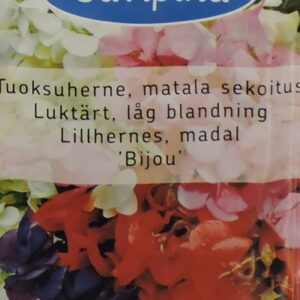 Tuoksuherne, matala sekoitus
Luktärt, låg blandning
Lillhernes, madal
'Bijou'